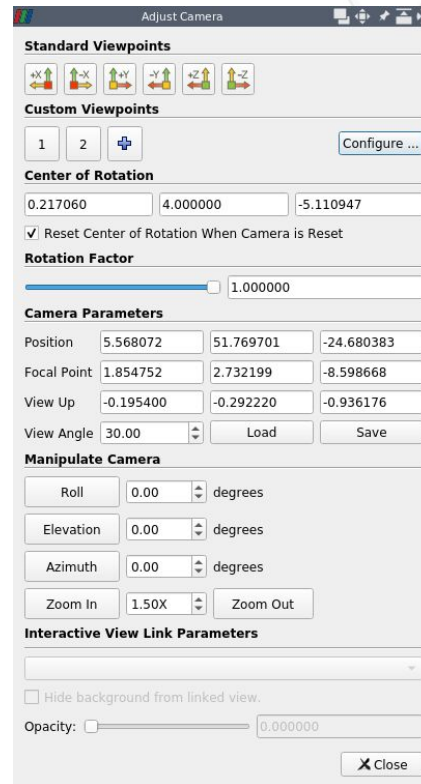 Adjust Camera
Standard Viewpoints
+X -X +Y -Y +Z -Z
Custom Viewpoints
1 2 Configure ...
Center of Rotation
0.217060 4.000000 -5.110947
Reset Center of Rotation When Camera is Reset
Rotation Factor
1.000000
Camera Parameters
Position 5.568072 51.769701 -24.680383
Focal Point 1.854752 2.732199 -8.598668
View Up -0.195400 -0.292220 -0.936176
View Angle 30.00 Load Save
Manipulate Camera
Roll 0.00 degrees
Elevation 0.00 degrees
Azimuth 0.00 degrees
Zoom In 1.50X Zoom Out
Interactive View Link Parameters
Hide background from linked view.
Opacity: 0.000000
Close